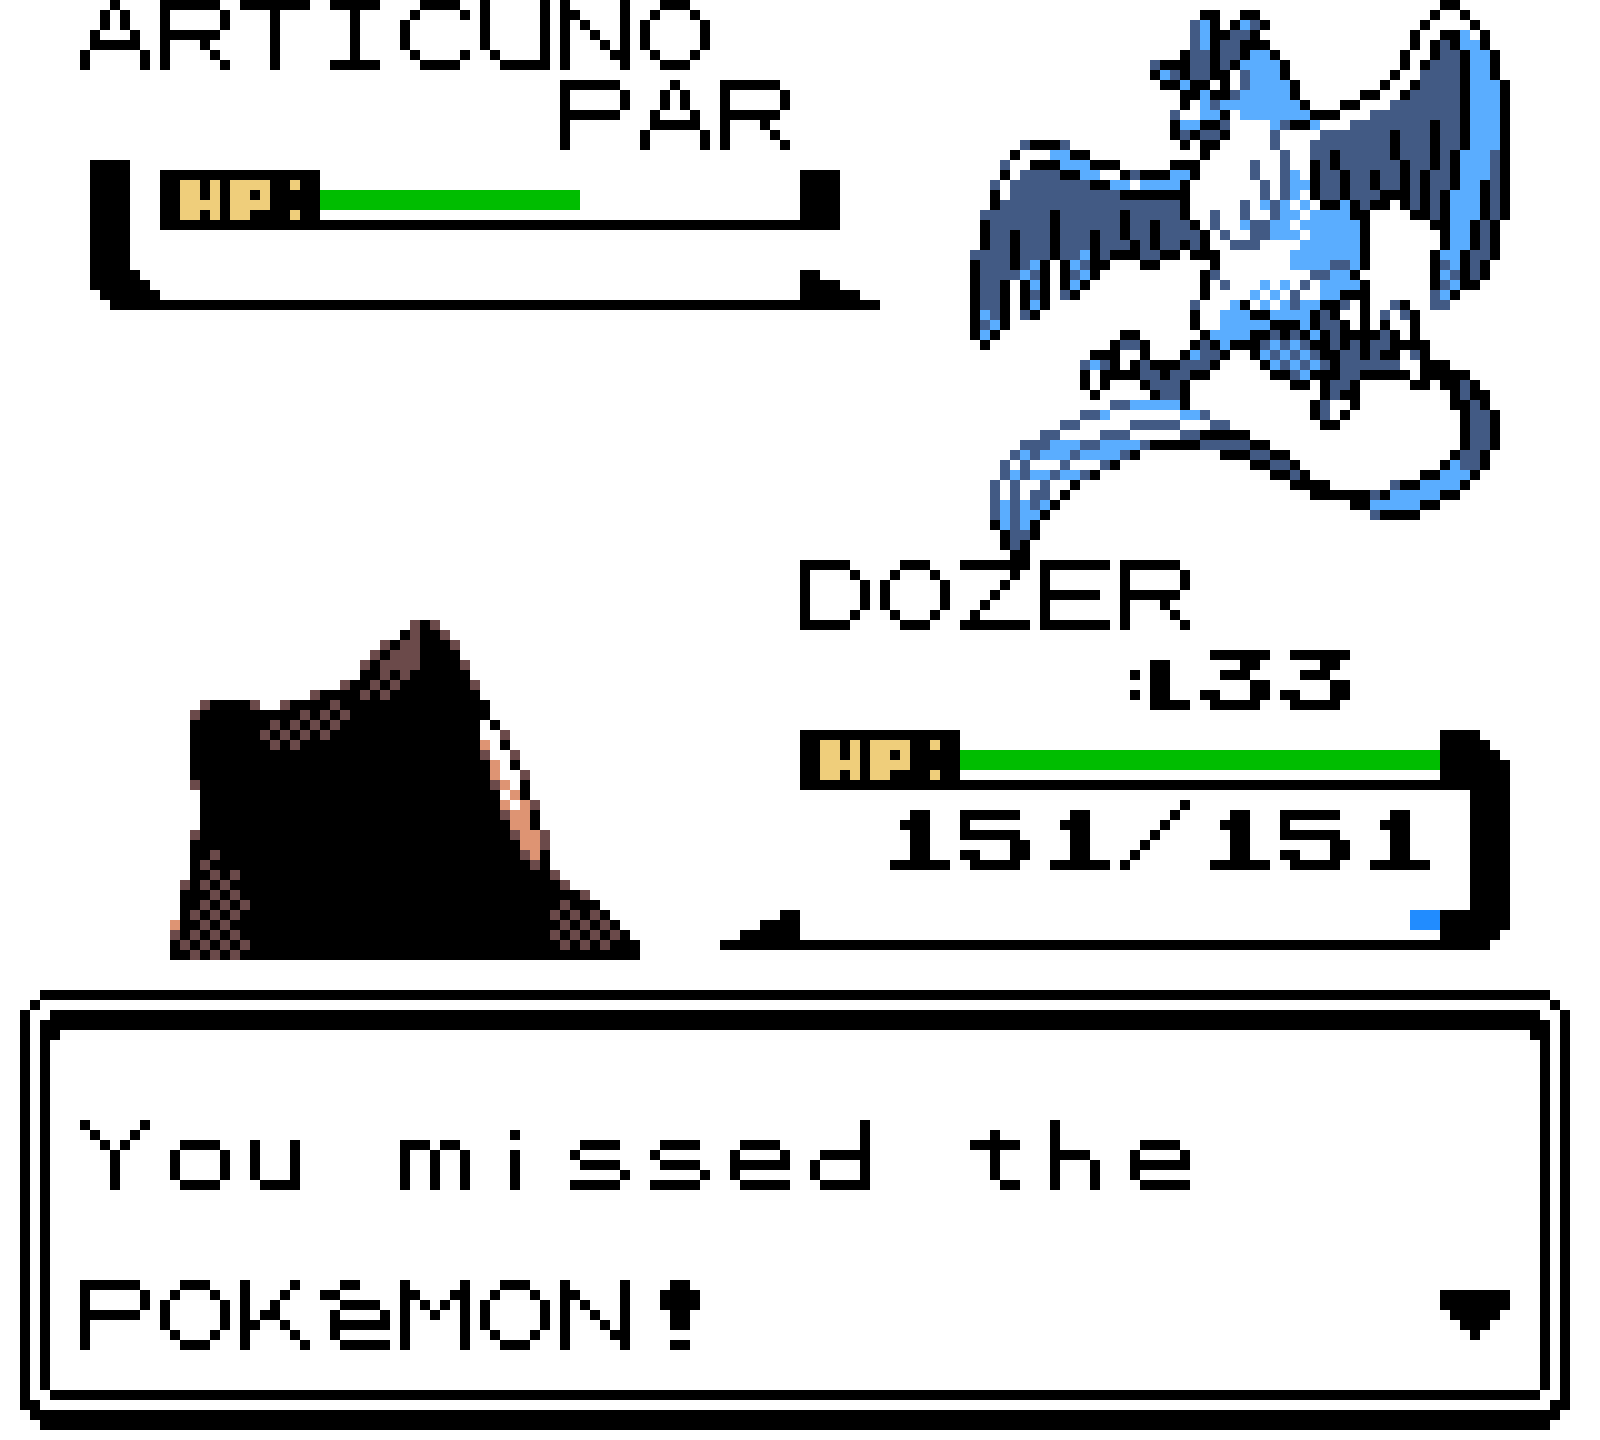 ARTICUNO
PAR
HP:
DOZER
:L33
HP:
151/151
You missed the
POKéMON!